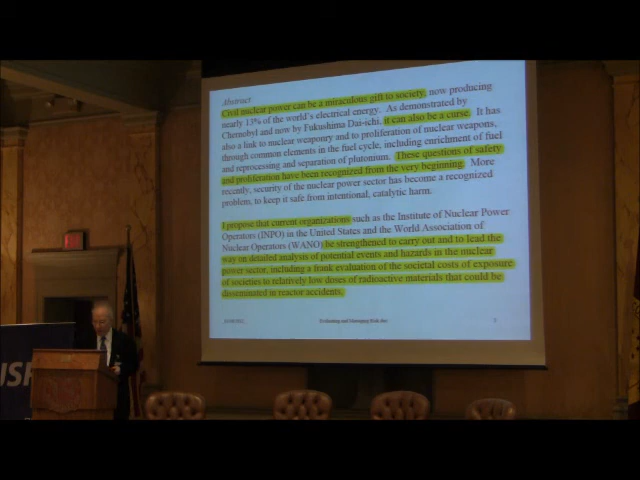 Abstract
Civil nuclear power can be a miraculous gift to society, now producing
nearly 13% of the world's electrical energy. As demonstrated by
Chernobyl and now by Fukushima Dai-ichi, it can also be a curse. It has
also a link to nuclear weaponry and to proliferation of nuclear weapons,
through common elements in the fuel cycle, including enrichment of fuel
and reprocessing and separation of plutonium. These questions of safety
and proliferation have been recognized from the very beginning. More
recently, security of the nuclear power sector has become a recognized
problem, to keep it safe from intentional, catalytic harm.
I propose that current organizations such as the Institute of Nuclear Power
Operators (INPO) in the United States and the World Association of
Nuclear Operators (WANO) be strengthened to carry out and to lead the
way on detailed analysis of potential events and hazards in the nuclear
power sector, including a frank evaluation of the societal costs of exposure
of societies to relatively low doses of radioactive materials that could be
disseminated in reactor accidents.
Evaluating and Managing Risk